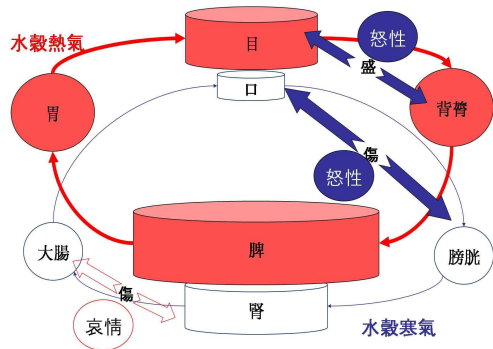 水穀熱氣
目
怒性
盛
胃
背膂
口
傷
怒性
脾
大腸
膀胱
傷
腎
哀情
水穀寒氣